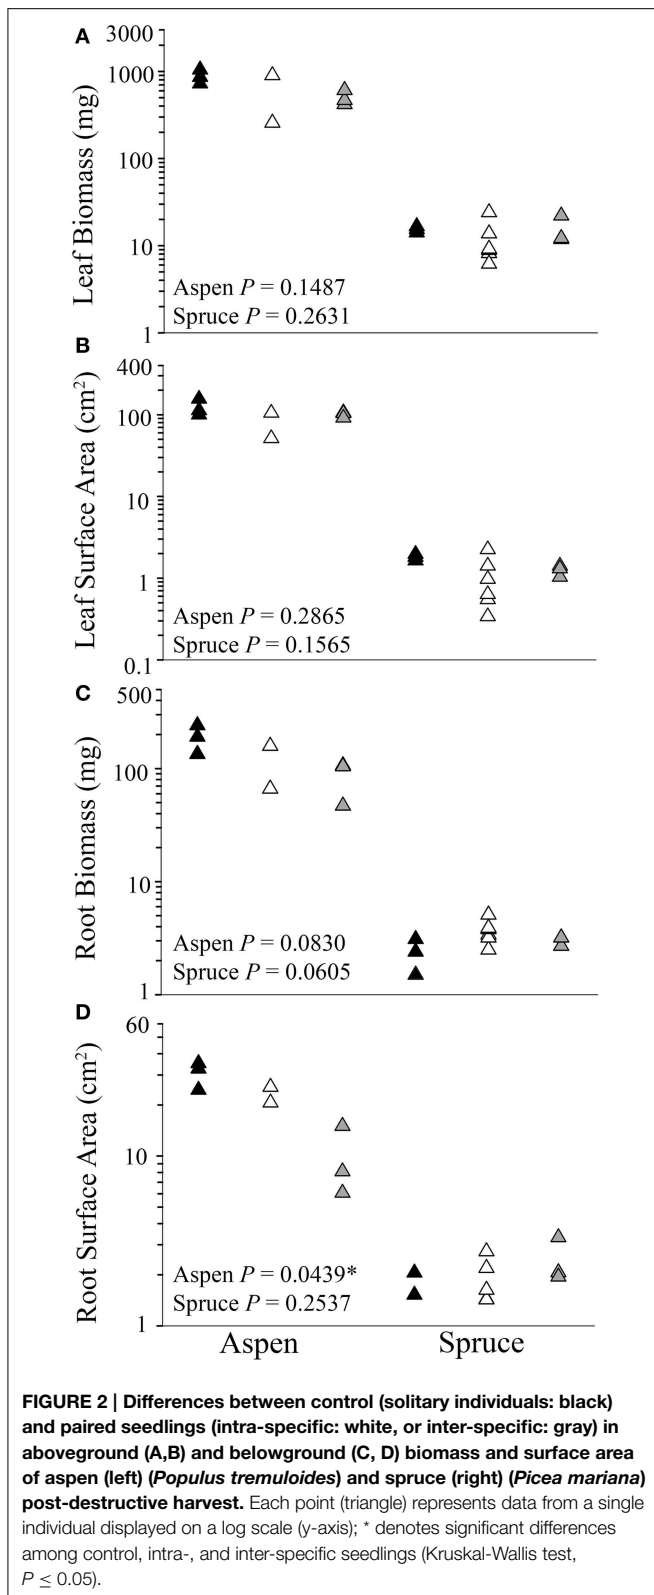 A
3000
1000
100
10
1
Leaf Biomass (mg)
Aspen P = 0.1487
Spruce P = 0.2631
B
400
100
10
1
0.1
Leaf Surface Area (cm²)
Aspen P = 0.2865
Spruce P = 0.1565
C
500
100
10
1
Root Biomass (mg)
Aspen P = 0.0830
Spruce P = 0.0605
D
60
10
1
Root Surface Area (cm²)
Aspen P = 0.0439*
Spruce P = 0.2537
Aspen Spruce
FIGURE 2 | Differences between control (solitary individuals: black)
and paired seedlings (intra-specific: white, or inter-specific: gray) in
aboveground (A,B) and belowground (C, D) biomass and surface area
of aspen (left) (Populus tremuloides) and spruce (right) (Picea mariana)
post-destructive harvest. Each point (triangle) represents data from a single
individual displayed on a log scale (y-axis); * denotes significant differences
among control, intra-, and inter-specific seedlings (Kruskal-Wallis test,
P ≤ 0.05).